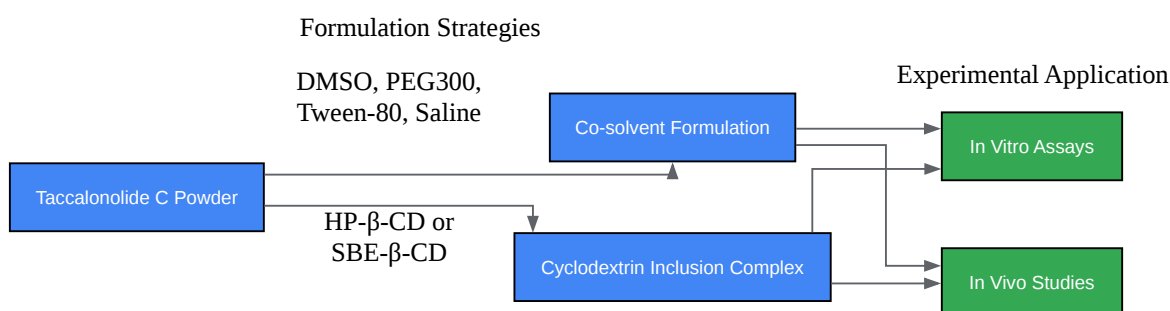 Formulation Strategies
DMSO, PEG300,
Tween-80, Saline
Experimental Application
Co-solvent Formulation
In Vitro Assays
Taccalonolide C Powder
HP-β-CD or
SBE-β-CD
Cyclodextrin Inclusion Complex
In Vivo Studies